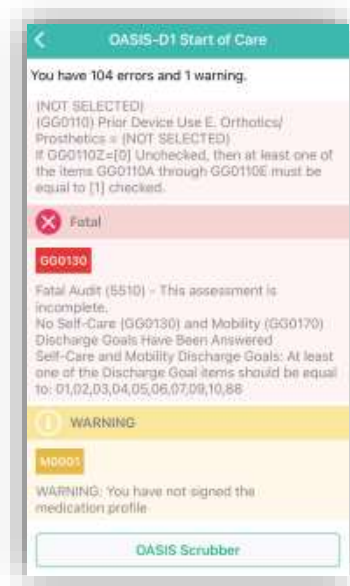 OASIS-D1 Start of Care
You have 104 errors and 1 warning.
(NOT SELECTED)
(GG0110) Prior Device Use E. Orthotics/
Prosthetics = (NOT SELECTED)
If GG0110Z=[0] Unchecked, then at least one of
the items GG0110A through GG0110E must be
equal to [1] checked.
Fatal
GG0130
Fatal Audit (5510) - This assessment is
incomplete.
No Self-Care (GG0130) and Mobility (GG0170)
Discharge Goals Have Been Answered
Self-Care and Mobility Discharge Goals: At least
one of the Discharge Goal items should be equal
to: 01,02,03,04,05,06,07,09,10,88
WARNING
M0001
WARNING: You have not signed the
medication profile
OASIS Scrubber